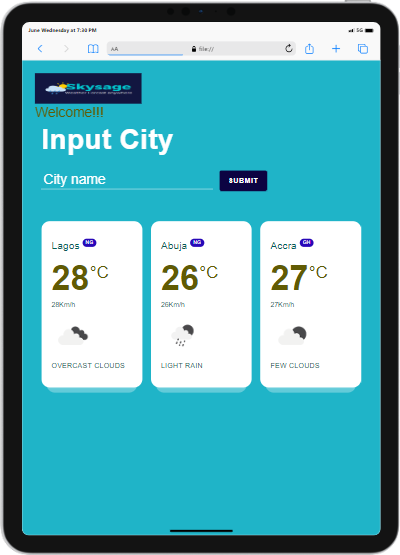 June Wednesday at 7:30 PM
5G
AA
file://
Skysage
Welcome!!!
Input City
City name
SUBMIT
Lagos NG
28°C
28Km/h
OVERCAST CLOUDS
Abuja NG
26°C
26Km/h
LIGHT RAIN
Accra GH
27°C
27Km/h
FEW CLOUDS